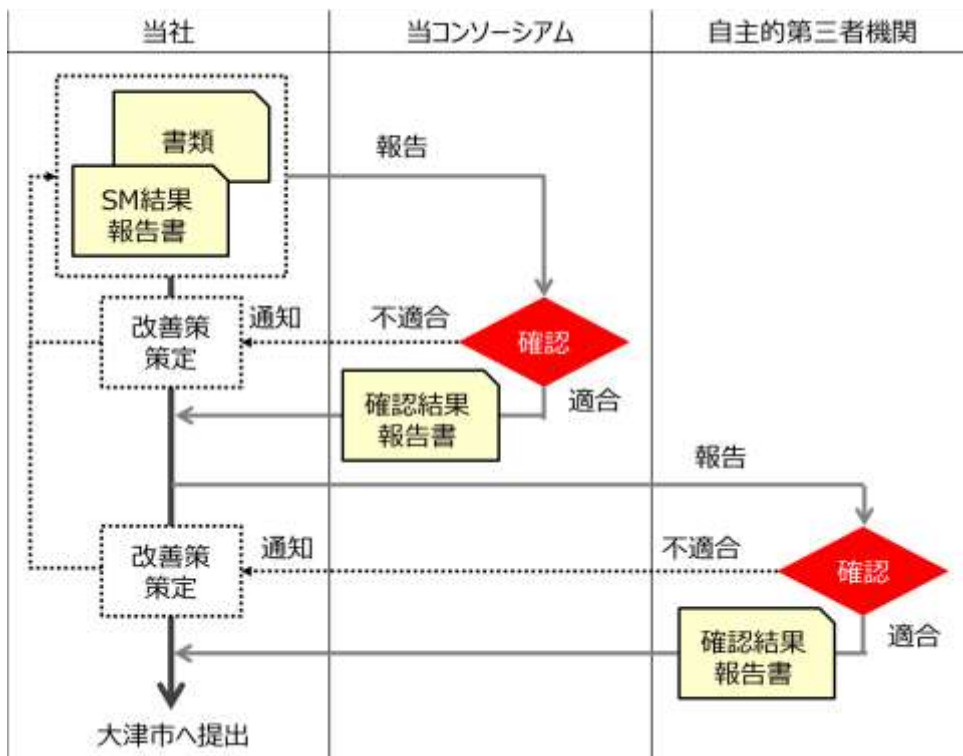 当社
当コンソーシアム
自主的第三者機関
書類
報告
SM結果
報告書
改善策
策定
通知
不適合
確認
適合
確認結果
報告書
報告
改善策
策定
通知
不適合
確認
適合
確認結果
報告書
大津市へ提出